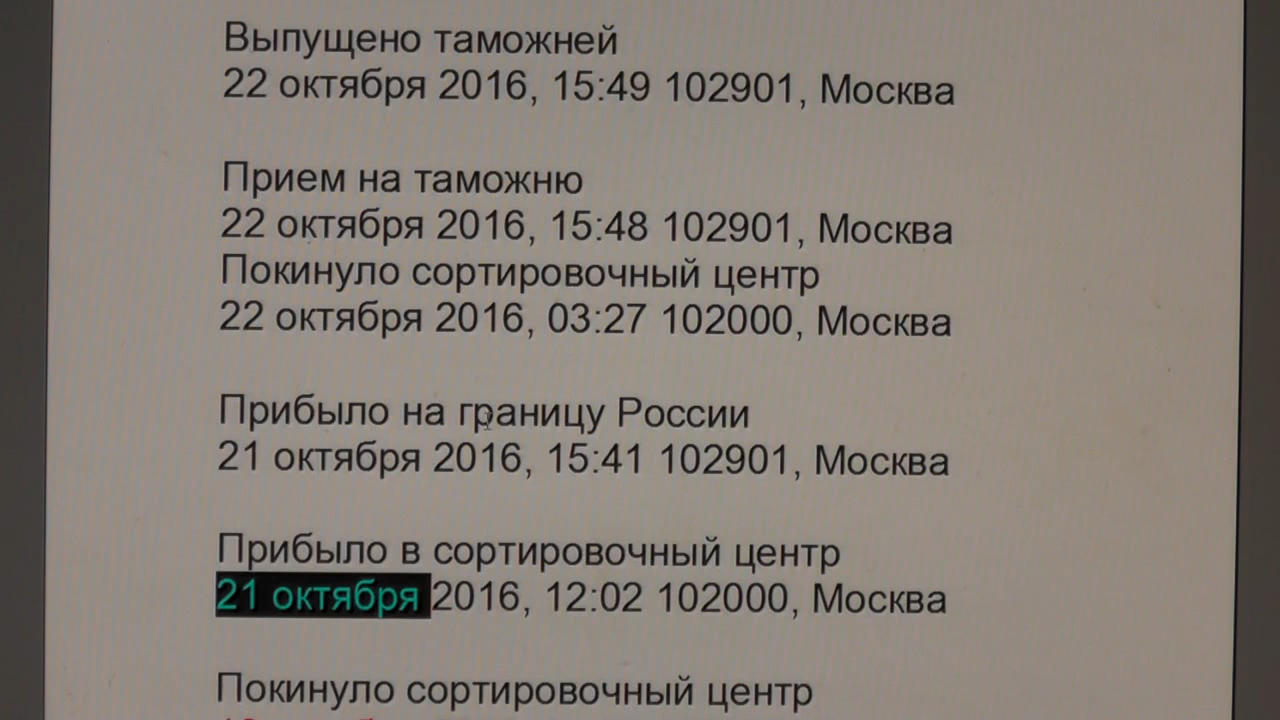 Выпущено таможней
22 октября 2016, 15:49 102901, Москва
Прием на таможню
22 октября 2016, 15:48 102901, Москва
Покинуло сортировочный центр
22 октября 2016, 03:27 102000, Москва
Прибыло на границу России
21 октября 2016, 15:41 102901, Москва
Прибыло в сортировочный центр
21 октября 2016, 12:02 102000, Москва
Покинуло сортировочный центр